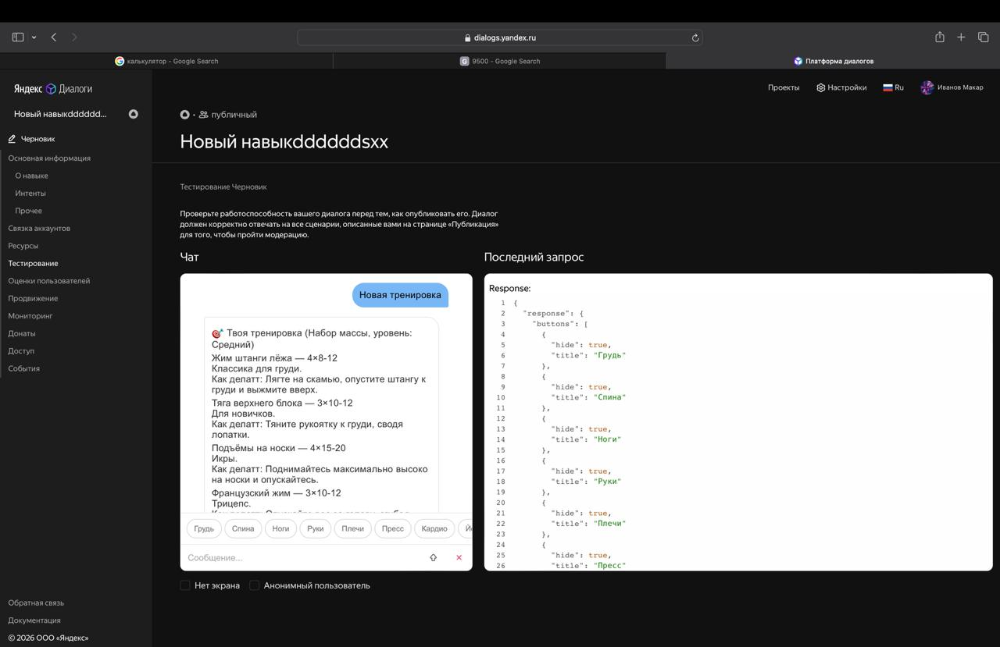 dialogs.yandex.ru
калькулятор – Google Search
G 9500 – Google Search
Платформа диалогов
Яндекс Диалоги
Проекты
Настройки
Ru
Иванов Макар
Новый навыкdddddd...
Черновик
Основная информация
О навыке
Интенты
Прочее
Связка аккаунтов
Ресурсы
Тестирование
Оценки пользователей
Продвижение
Мониторинг
Донаты
Доступ
События
Обратная связь
Документация
© 2026 ООО «Яндекс»
• публичный
Новый навыкddddddsxx
Тестирование Черновик
Проверьте работоспособность вашего диалога перед тем, как опубликовать его. Диалог
должен корректно отвечать на все сценарии, описанные вами на странице «Публикация»
для того, чтобы пройти модерацию.
Чат
Новая тренировка
🎯 Твоя тренировка (Набор массы, уровень:
Средний)
Жим штанги лёжа — 4×8-12
Классика для груди.
Как делатт: Лягте на скамью, опустите штангу к
груди и выжмите вверх.
Тяга верхнего блока — 3×10-12
Для новичков.
Как делатт: Тяните рукоятку к груди, сводя
лопатки.
Подъёмы на носки — 4×15-20
Икры.
Как делатт: Поднимайтесь максимально высоко
на носки и опускайтесь.
Французский жим — 3×10-12
Трицепс.
Грудь
Спина
Ноги
Руки
Плечи
Пресс
Кардио
Сообщение...
Нет экрана
Анонимный пользователь
Последний запрос
Response:
1 {
2 "response": {
3 "buttons": [
4 {
5 "hide": true,
6 "title": "Грудь"
7 },
8 {
9 "hide": true,
10 "title": "Спина"
11 },
12 {
13 "hide": true,
14 "title": "Ноги"
15 },
16 {
17 "hide": true,
18 "title": "Руки"
19 },
20 {
21 "hide": true,
22 "title": "Плечи"
23 },
24 {
25 "hide": true,
26 "title": "Пресс"